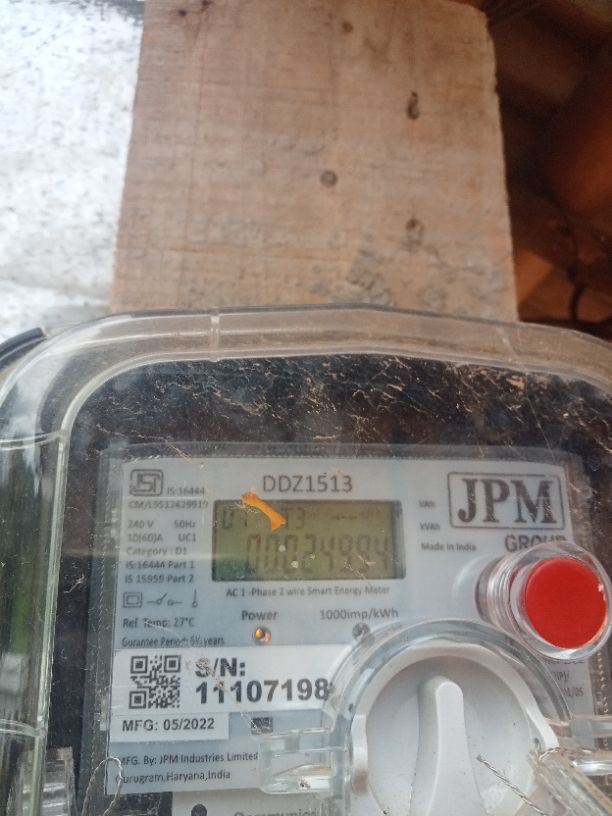 IS:16444
CM/L
DDZ1513
240 V 50Hz
10(60)A UC1
Category : D1
IS:16444 Part 1
IS 15959 Part 2
T3
kVAh
Made in India
JPM
GROUP
AC 1 -Phase 2 wire Smart Energy Meter
Ref. Temp: 27°C
Power
1000imp/kWh
S/N:
11107198
MFG: 05/2022
MFG. By: JPM Industries Limited
Gurugram,Haryana,India